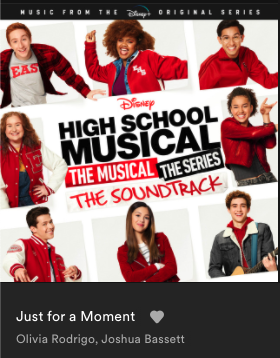 MUSIC FROM THE Disney+ ORIGINAL SERIES
EAST
Disney
HIGH SCHOOL
MUSICAL
THE MUSICAL THE SERIES
THE SOUNDTRACK
Just for a Moment
Olivia Rodrigo, Joshua Bassett